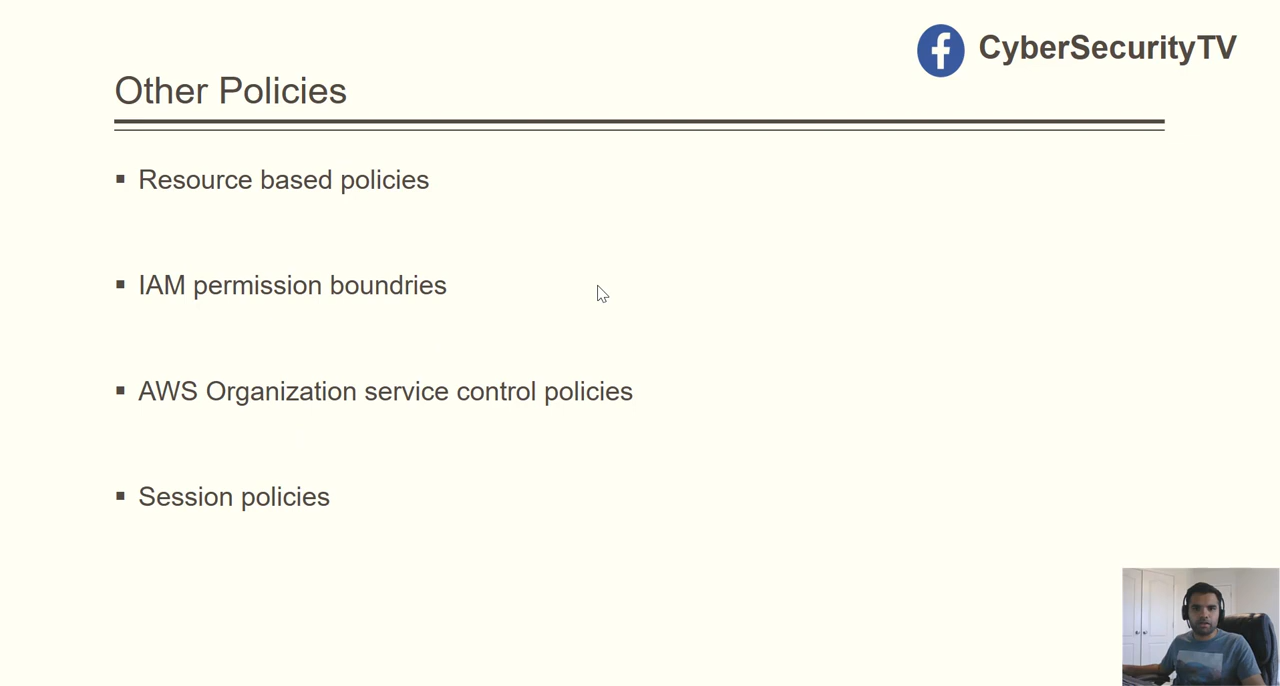 CyberSecurityTV
Other Policies
▪ Resource based policies
▪ IAM permission boundries
▪ AWS Organization service control policies
▪ Session policies